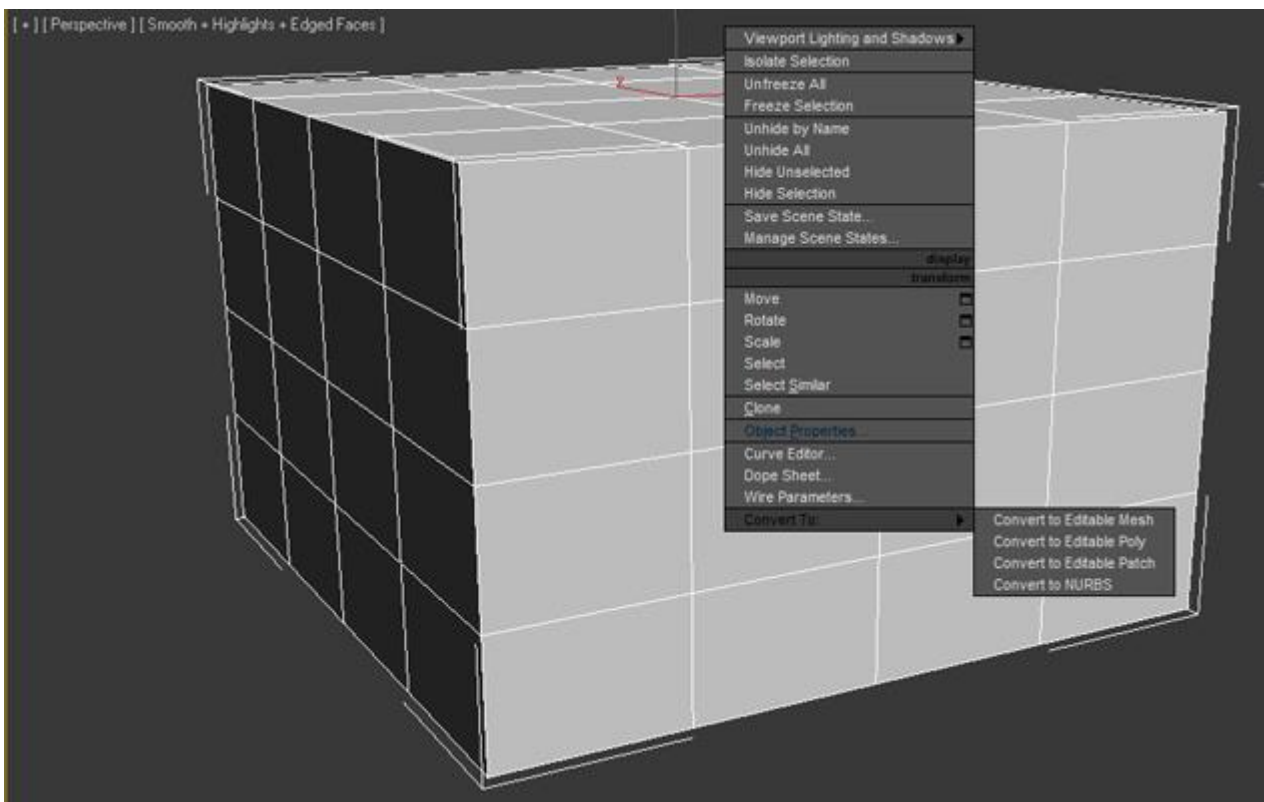 [ + ] [ Perspective ] [ Smooth + Highlights + Edged Faces ]
Viewport Lighting and Shadows
Isolate Selection
Unfreeze All
Freeze Selection
Unhide by Name
Unhide All
Hide Unselected
Hide Selection
Save Scene State...
Manage Scene States...
display
transform
Move
Rotate
Scale
Select
Select Similar
Clone
Object Properties...
Curve Editor...
Dope Sheet...
Wire Parameters...
Convert To:
Convert to Editable Mesh
Convert to Editable Poly
Convert to Editable Patch
Convert to NURBS